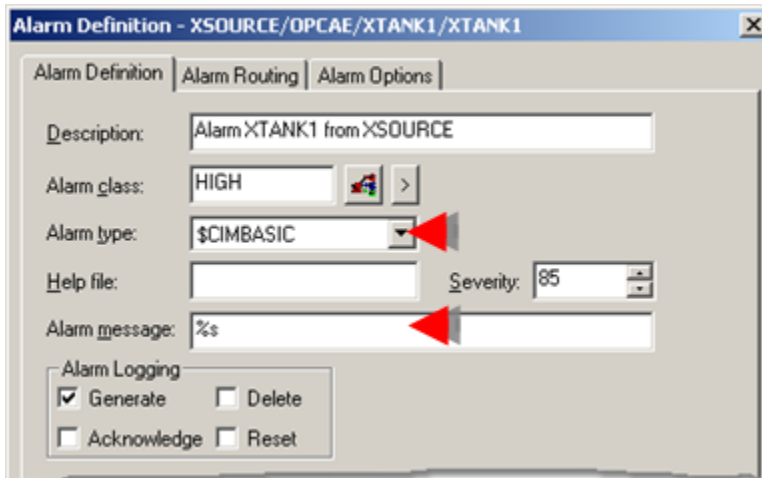 Alarm Definition - XSOURCE/OPCAE/XTANK1/XTANK1
Alarm Definition Alarm Routing Alarm Options
Description: Alarm XTANK1 from XSOURCE
Alarm class: HIGH >
Alarm type: $CIMBASIC
Help file: Severity: 85
Alarm message: %s
Alarm Logging
Generate Delete
Acknowledge Reset